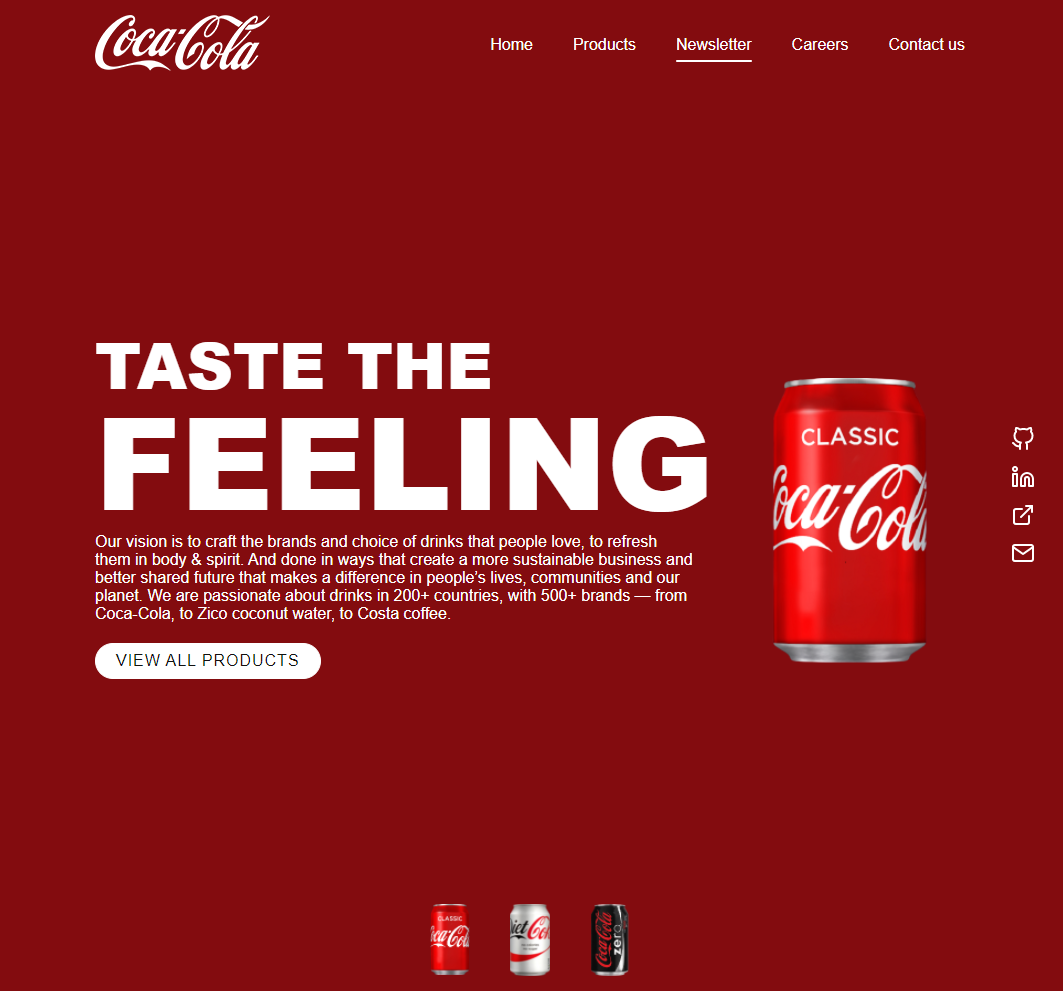 Coca-Cola
Home Products Newsletter Careers Contact us
TASTE THE
FEELING
Our vision is to craft the brands and choice of drinks that people love, to refresh
them in body & spirit. And done in ways that create a more sustainable business and
better shared future that makes a difference in people’s lives, communities and our
planet. We are passionate about drinks in 200+ countries, with 500+ brands — from
Coca-Cola, to Zico coconut water, to Costa coffee.
VIEW ALL PRODUCTS
CLASSIC
Coca-Cola
in
CLASSIC
Coca-Cola
Diet Coke
Coca-Cola
zero